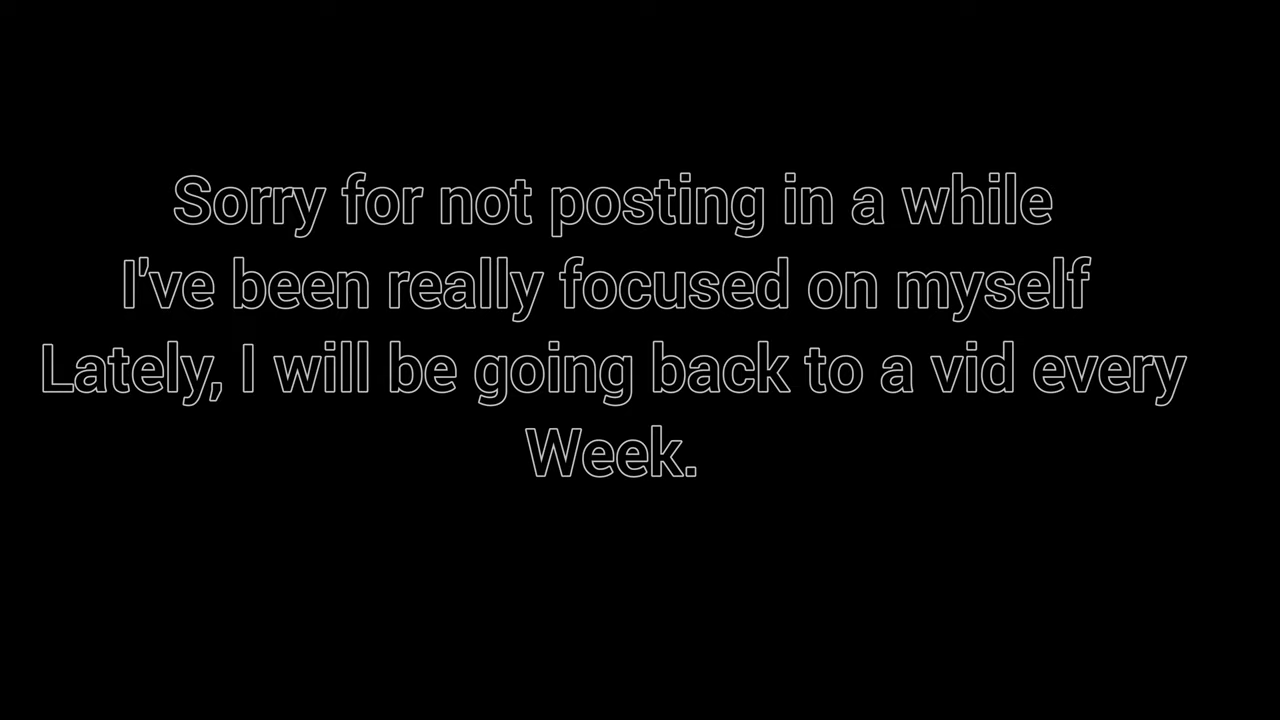 Sorry for not posting in a while
I've been really focused on myself
Lately, I will be going back to a vid every
Week.